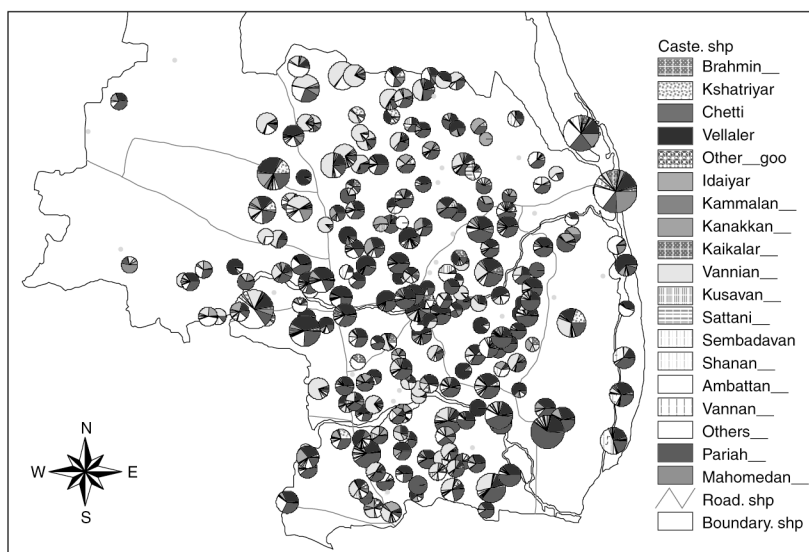 Caste. shp
Brahmin__
Kshatriyar
Chetti
Vellaler
Other__goo
Idaiyar
Kammalan__
Kanakkan__
Kaikalar__
Vannian__
Kusavan__
Sattani__
Sembadavan
Shanan__
Ambattan__
Vannan__
Others__
Pariah__
Mahomedan__
Road. shp
Boundary. shp
N
W E
S